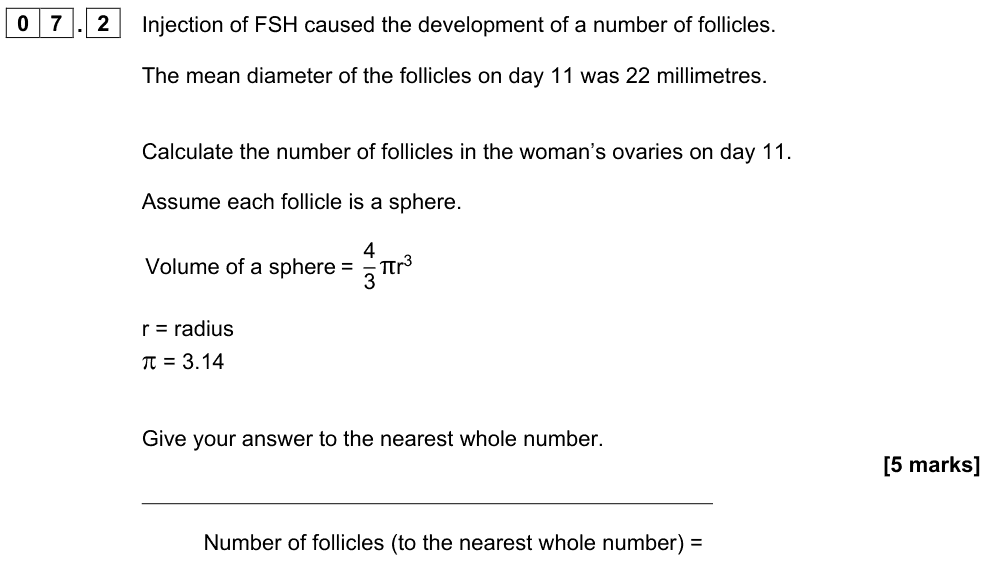 07.2 Injection of FSH caused the development of a number of follicles.
The mean diameter of the follicles on day 11 was 22 millimetres.
Calculate the number of follicles in the woman's ovaries on day 11.
Assume each follicle is a sphere.
Volume of a sphere = 4/3 πr³
r = radius
π = 3.14
Give your answer to the nearest whole number.
[5 marks]
Number of follicles (to the nearest whole number) =